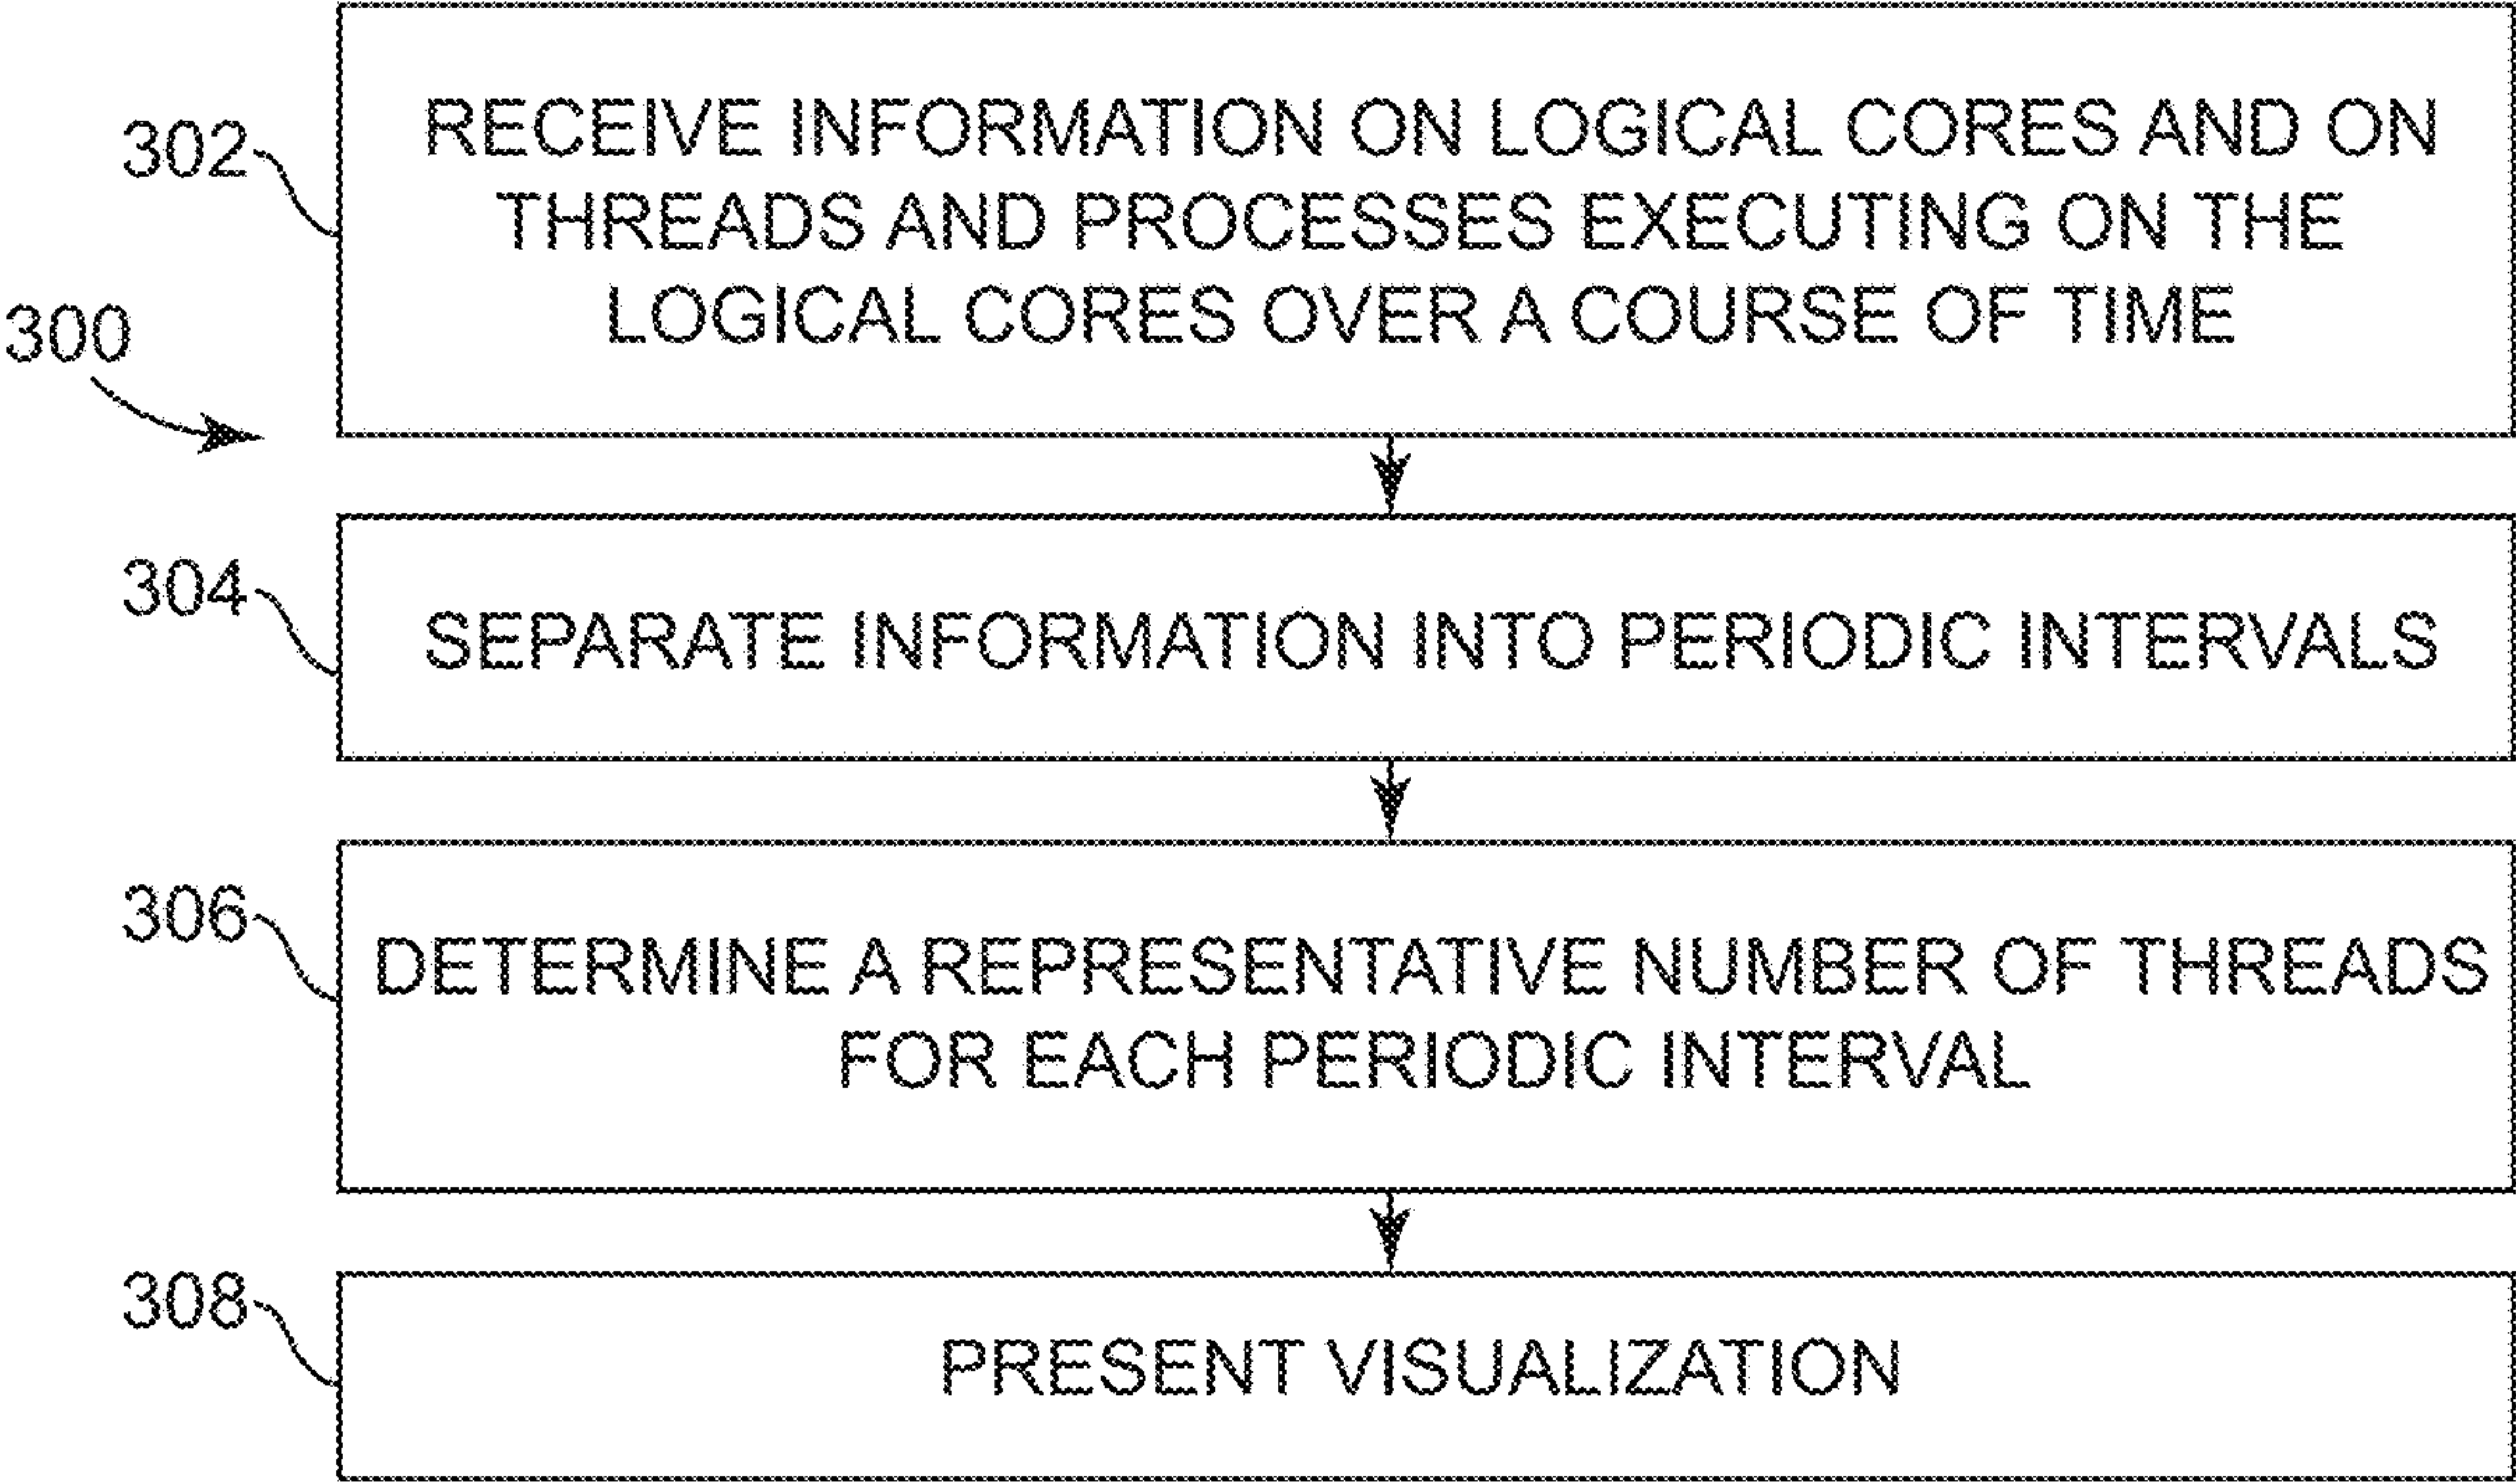 302
RECEIVE INFORMATION ON LOGICAL CORES AND ON
THREADS AND PROCESSES EXECUTING ON THE
LOGICAL CORES OVER A COURSE OF TIME
300
304
SEPARATE INFORMATION INTO PERIODIC INTERVALS
306
DETERMINE A REPRESENTATIVE NUMBER OF THREADS
FOR EACH PERIODIC INTERVAL
308
PRESENT VISUALIZATION